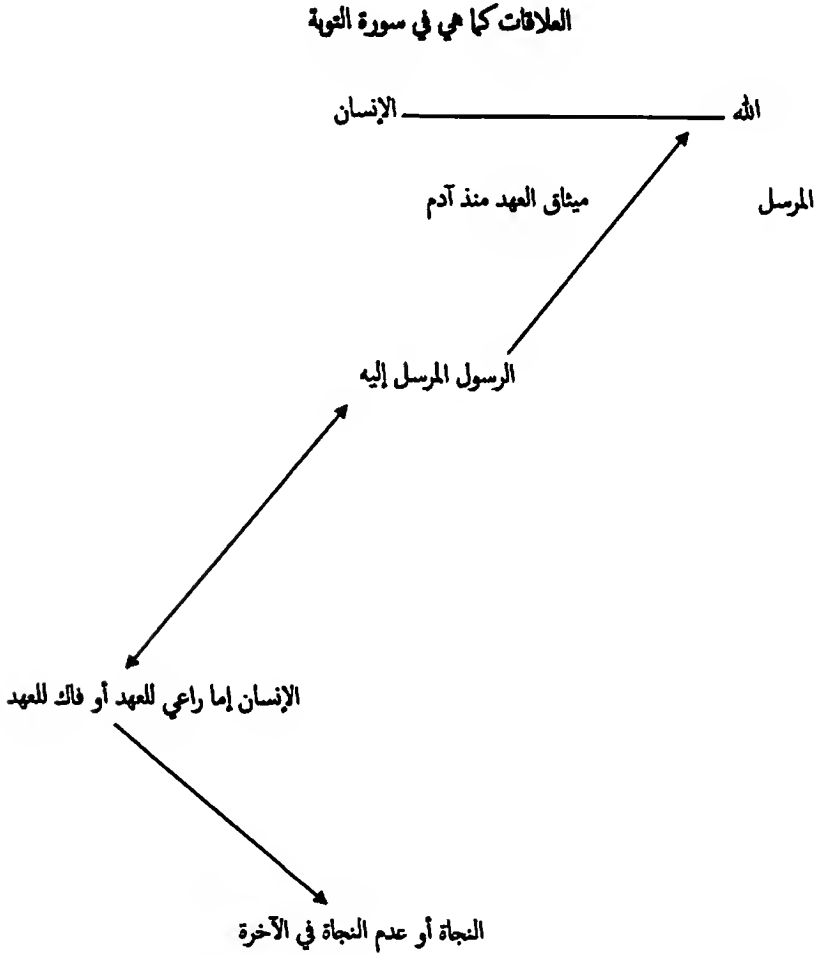 العلاقات كما هي في سورة التوبة
الله الإنسان
المرسل ميثاق العهد منذ آدم
الرسول المرسل إليه
الإنسان إما راعي للعهد أو فاك للعهد
النجاة أو عدم النجاة في الآخرة